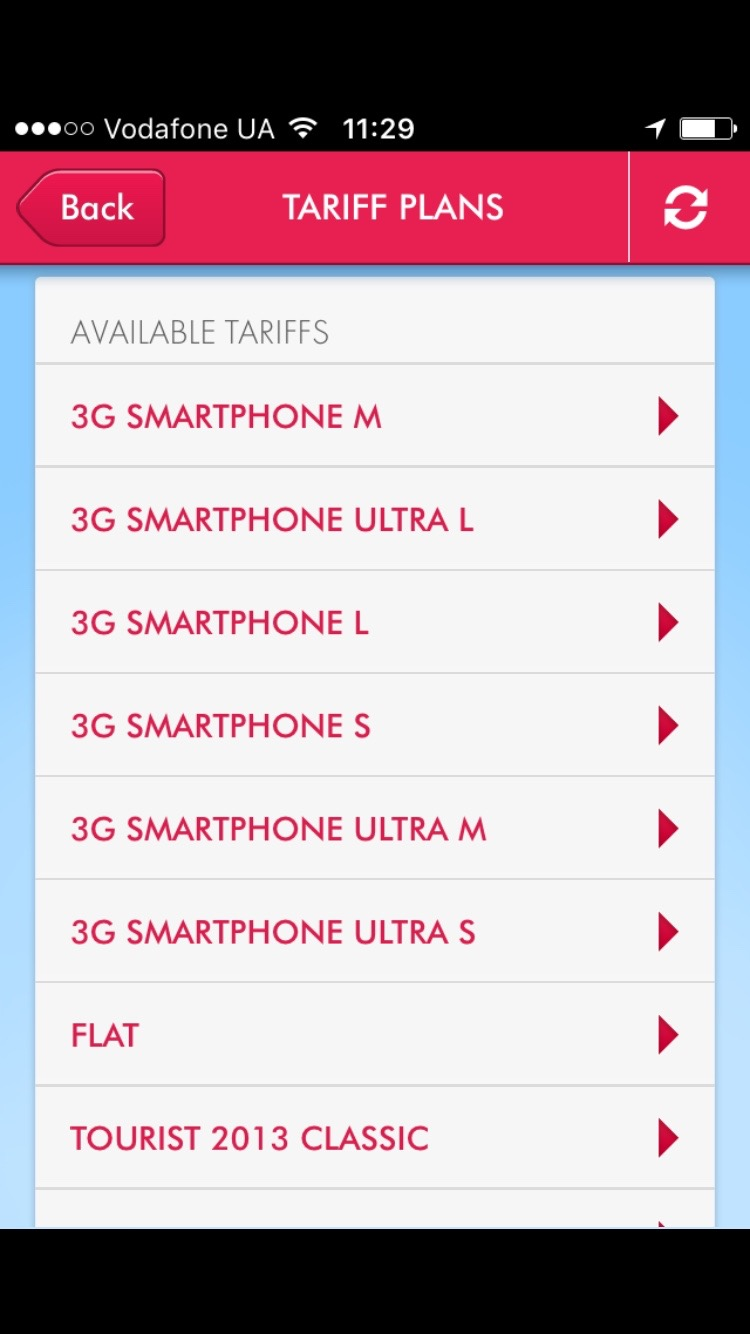 Vodafone UA 11:29
Back TARIFF PLANS
AVAILABLE TARIFFS
3G SMARTPHONE M
3G SMARTPHONE ULTRA L
3G SMARTPHONE L
3G SMARTPHONE S
3G SMARTPHONE ULTRA M
3G SMARTPHONE ULTRA S
FLAT
TOURIST 2013 CLASSIC